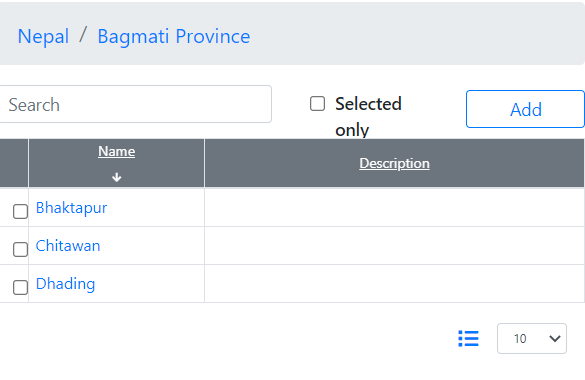 Nepal / Bagmati Province
Search
Selected
only
Add
Name
Description
Bhaktapur
Chitawan
Dhading
10